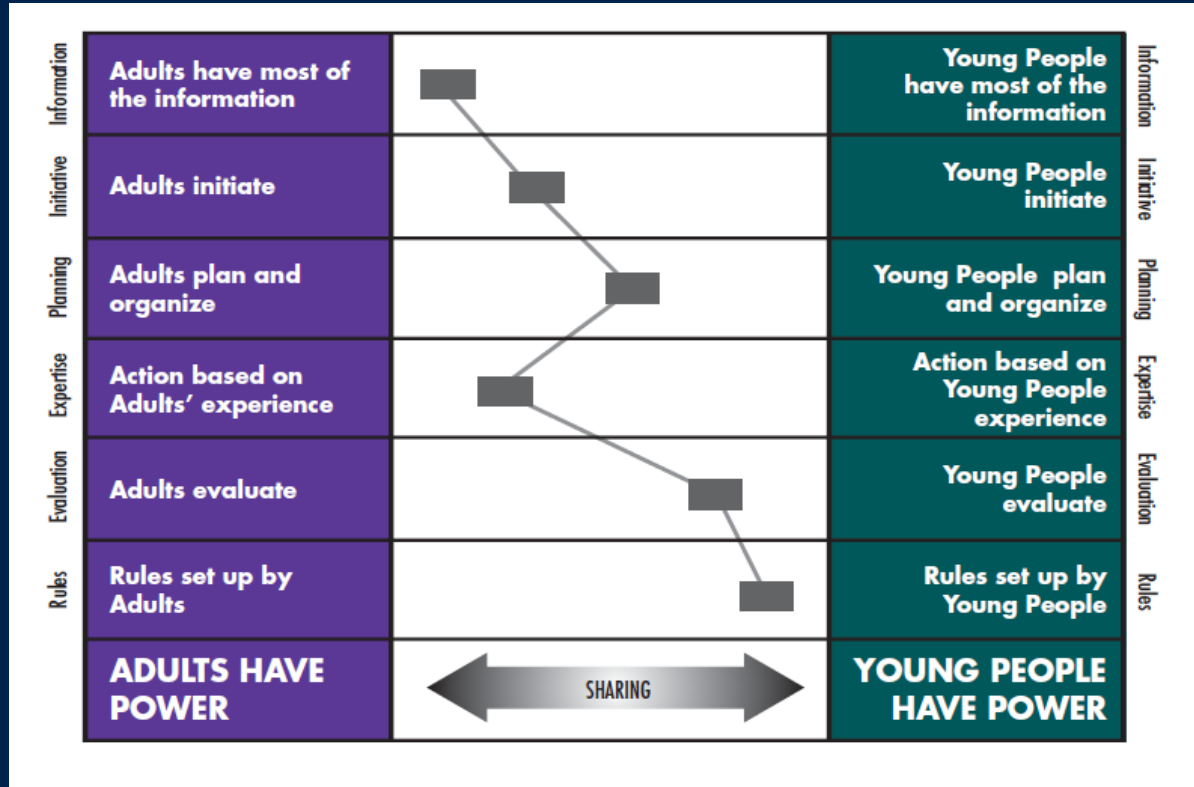 Information
Adults have most of
the information
Young People
have most of the
information
Information
Initiative
Adults initiate
Young People
initiate
Initiative
Planning
Adults plan and
organize
Young People  plan
and organize
Planning
Expertise
Action based on
Adults’ experience
Action based on
Young People
experience
Expertise
Evaluation
Adults evaluate
Young People
evaluate
Evaluation
Rules
Rules set up by
Adults
Rules set up by
Young People
Rules
ADULTS HAVE
POWER
SHARING
YOUNG PEOPLE
HAVE POWER